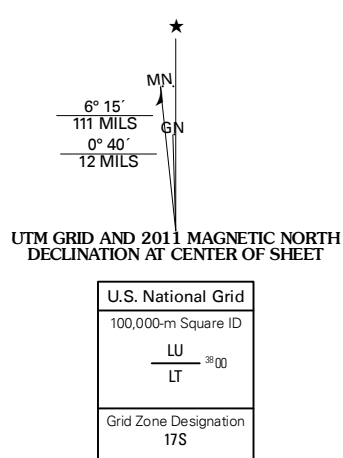 ★
MN
6° 15´
111 MILS
GN
0° 40´
12 MILS
UTM GRID AND 2011 MAGNETIC NORTH
DECLINATION AT CENTER OF SHEET
U.S. National Grid
100,000-m Square ID
LU
3800
LT
Grid Zone Designation
17S